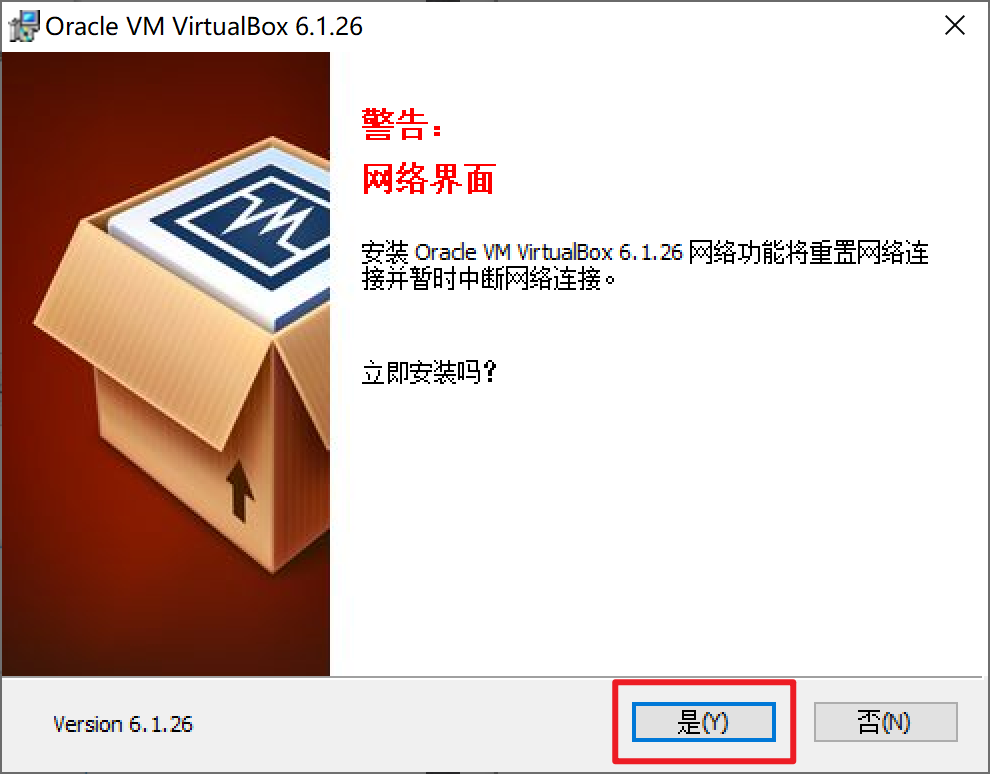 Oracle VM VirtualBox 6.1.26
警告：
网络界面
安装 Oracle VM VirtualBox 6.1.26 网络功能将重置网络连
接并暂时中断网络连接。
立即安装吗？
Version 6.1.26
是(Y)
否(N)